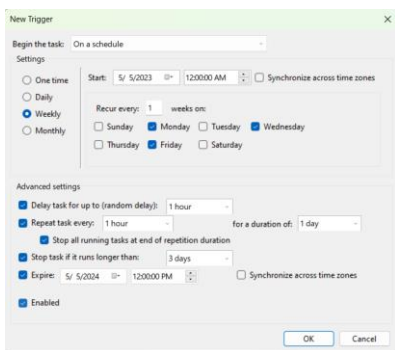 New Trigger
Begin the task: On a schedule
Settings
One time
Daily
Weekly
Monthly
Start: 5/ 5/2023 12:00:00 AM Synchronize across time zones
Recur every: 1 weeks on:
Sunday Monday Tuesday Wednesday
Thursday Friday Saturday
Advanced settings
Delay task for up to (random delay): 1 hour
Repeat task every: 1 hour for a duration of: 1 day
Stop all running tasks at end of repetition duration
Stop task if it runs longer than: 3 days
Expire: 5/ 5/2024 12:00:00 PM Synchronize across time zones
Enabled
OK Cancel